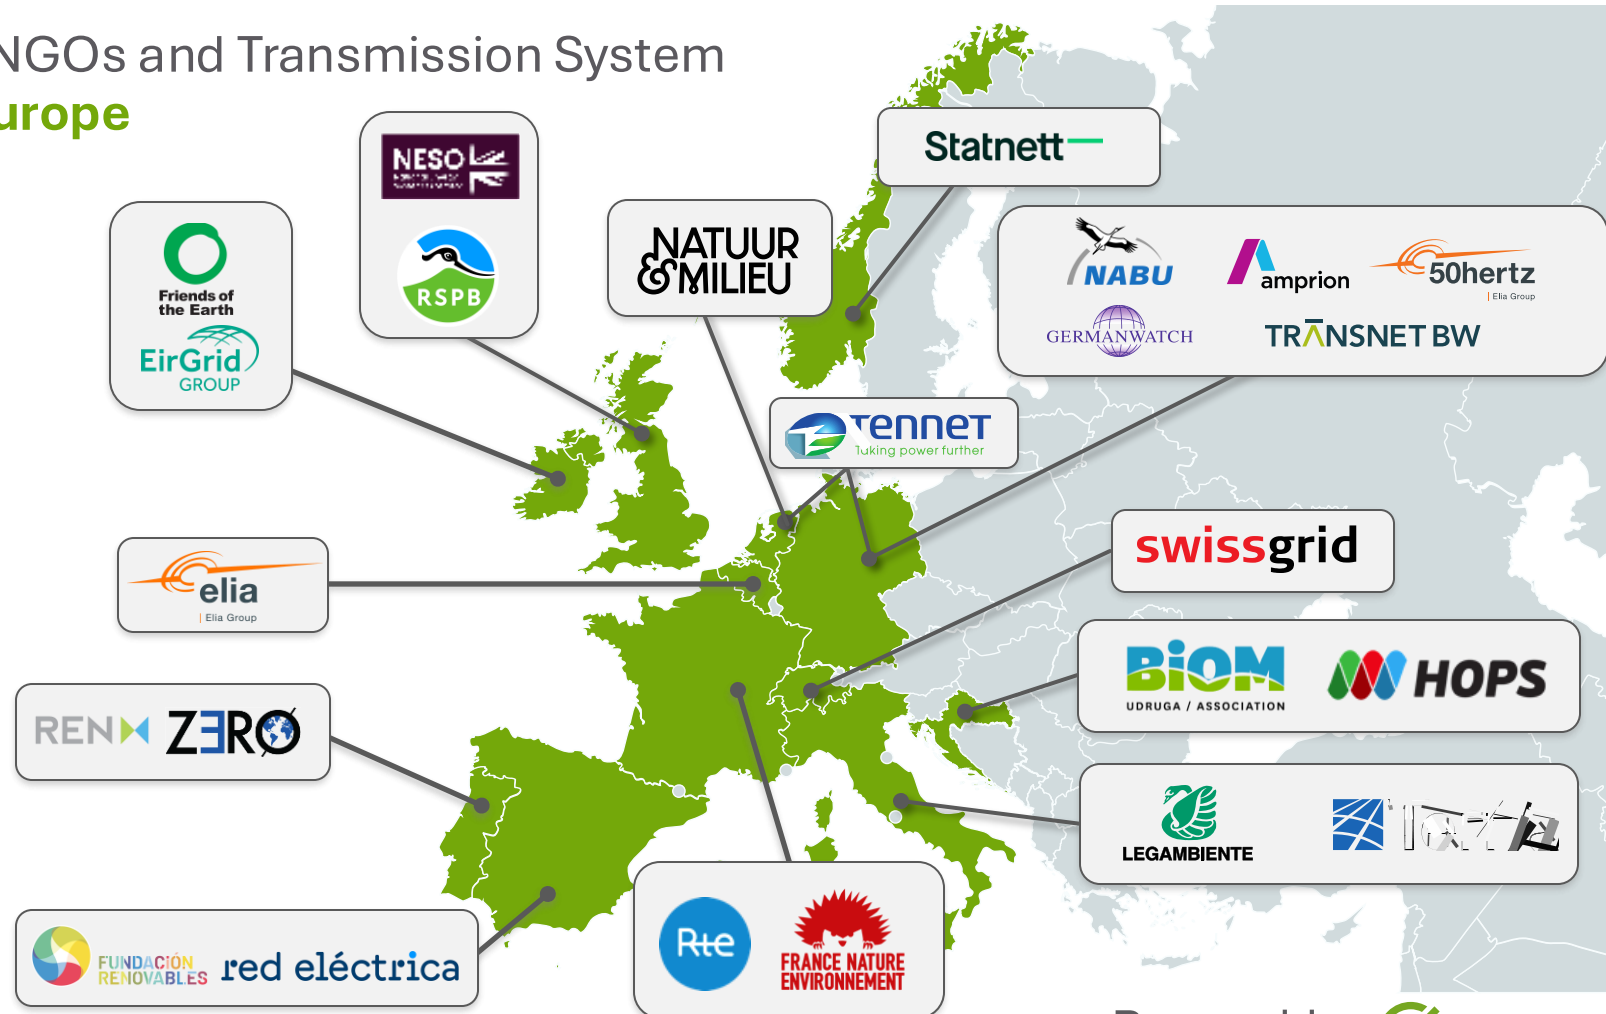 NGOs and Transmission System
urope
NESO
RSPB
Statnett
Friends of
the Earth
EirGrid
GROUP
NATUUR
&MILIEU
NABU
amprion
50hertz
Elia Group
GERMANWATCH
TRANSNET BW
TenneT
Taking power further
elia
Elia Group
swissgrid
BiOM
UDRUGA / ASSOCIATION
HOPS
REN
ZERO
LEGAMBIENTE
FUNDACIÓN
RENOVABLES
red eléctrica
Rte
FRANCE NATURE
ENVIRONNEMENT